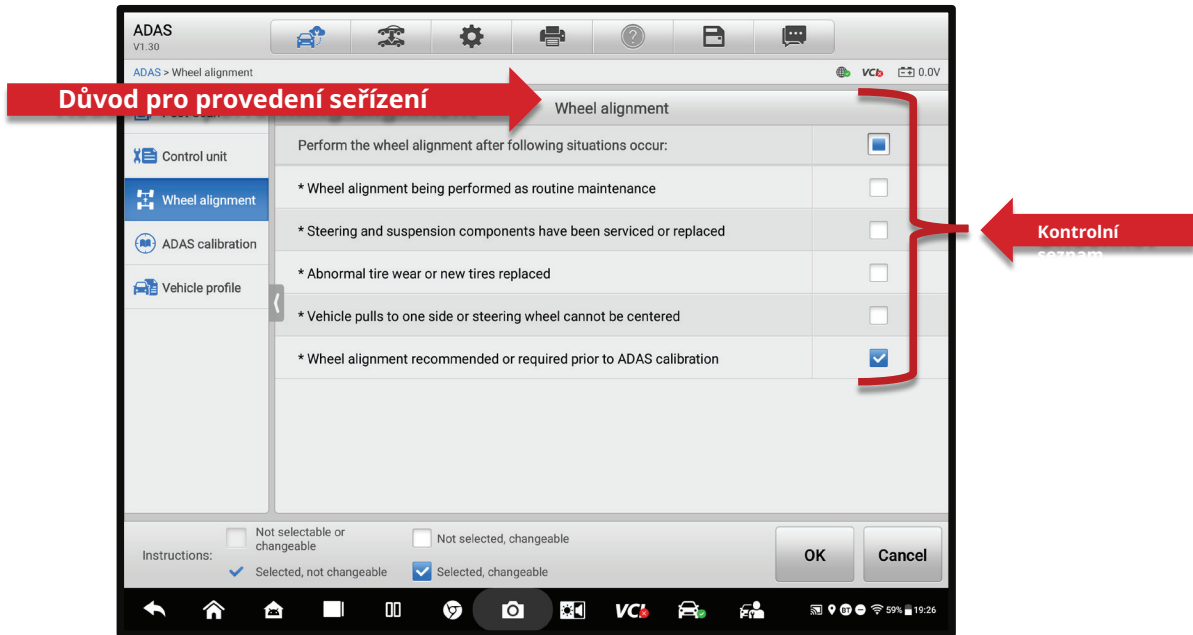 ADAS
V1.30
ADAS > Wheel alignment
VCI
0.0V
Důvod pro provedení seřízení
Wheel alignment
Control unit
Wheel alignment
ADAS calibration
Vehicle profile
Perform the wheel alignment after following situations occur:
* Wheel alignment being performed as routine maintenance
* Steering and suspension components have been serviced or replaced
* Abnormal tire wear or new tires replaced
* Vehicle pulls to one side or steering wheel cannot be centered
* Wheel alignment recommended or required prior to ADAS calibration
Kontrolní
seznam
Instructions:
Not selectable or
changeable
Not selected, changeable
Selected, not changeable
Selected, changeable
OK
Cancel
VCI
BT
59%
19:26